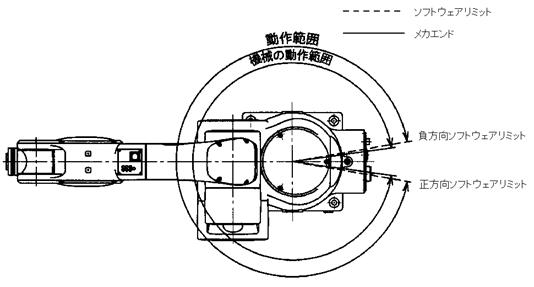 ソフトウェアリミット
メカエンド
動作範囲
機械の動作範囲
負方向ソフトウェアリミット
正方向ソフトウェアリミット